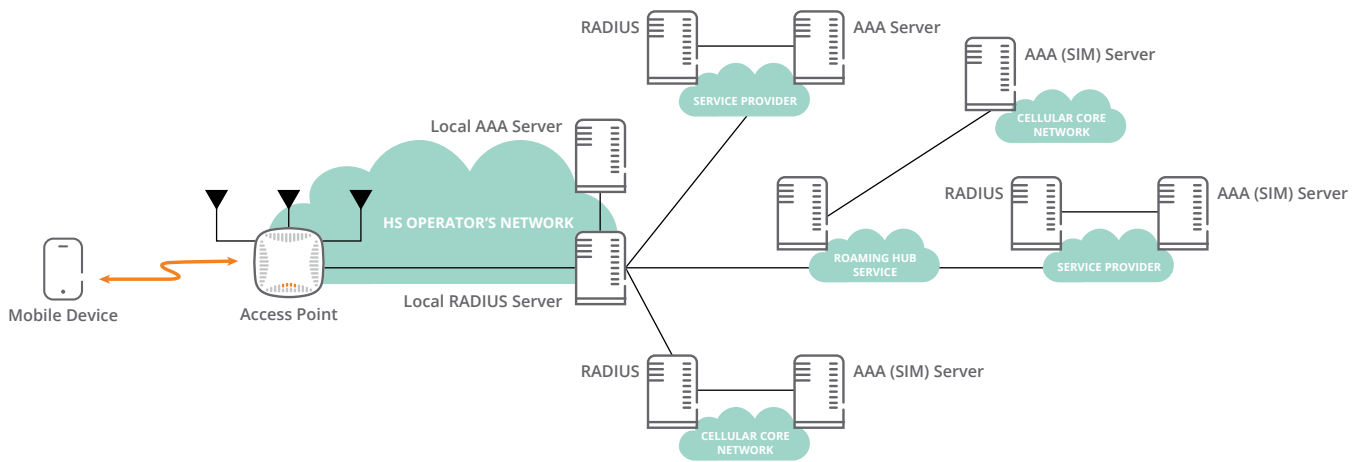 RADIUS
AAA Server
SERVICE PROVIDER
AAA (SIM) Server
CELLULAR CORE
NETWORK
Local AAA Server
HS OPERATOR'S NETWORK
RADIUS
AAA (SIM) Server
ROAMING HUB
SERVICE
SERVICE PROVIDER
Mobile Device
Access Point
Local RADIUS Server
RADIUS
AAA (SIM) Server
CELLULAR CORE
NETWORK